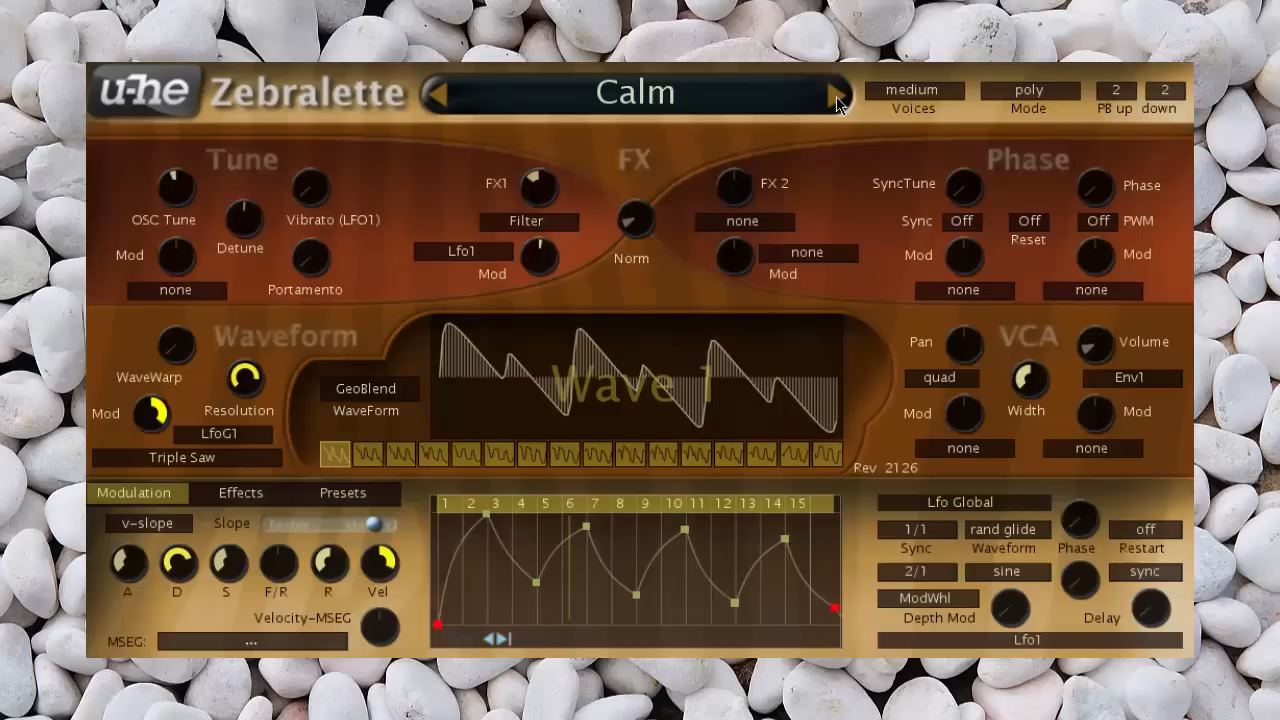 u-he Zebralette Calm medium poly 2 2
Voices Mode PB up down
Tune FX Phase
FX1 FX 2 SyncTune Phase
OSC Tune Vibrato (LFO1) Filter none Sync Off Off Off PWM
Detune Reset
Mod Lfo1 Norm none Mod Mod
Mod Mod
none Portamento none none
Waveform VCA
Pan Volume
WaveWarp GeoBlend quad Env1
Mod Resolution WaveForm Wave 1 Mod Width Mod
LfoG1
Triple Saw none none
Rev 2126
Modulation Effects Presets
1 2 3 4 5 6 7 8 9 10 11 12 13 14 15
Lfo Global
v-slope Slope 1/1 rand glide off
Sync Waveform Phase Restart
2/1 sine sync
A D S F/R R Vel
ModWhl
Velocity-MSEG Depth Mod Delay
MSEG: ... Lfo1